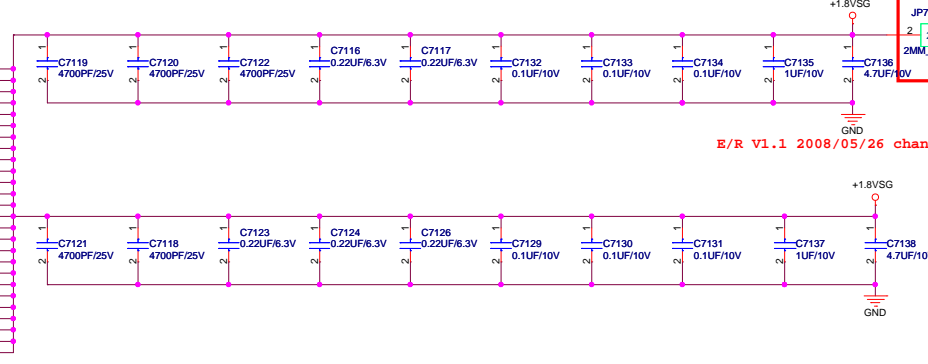 +1.8VSG
JP7
2
2MM_
1 1 1 1 1 1 1 1 1 1
C7119 4700PF/25V
C7120 4700PF/25V
C7122 4700PF/25V
C7116 0.22UF/6.3V
C7117 0.22UF/6.3V
C7132 0.1UF/10V
C7133 0.1UF/10V
C7134 0.1UF/10V
C7135 1UF/10V
C7136 4.7UF/10V
2 2 2 2 2 2 2 2 2 2
GND
E/R V1.1 2008/05/26 chan
+1.8VSG
1 1 1 1 1 1 1 1 1 1
C7121 4700PF/25V
C7118 4700PF/25V
C7123 0.22UF/6.3V
C7124 0.22UF/6.3V
C7126 0.22UF/6.3V
C7129 0.1UF/10V
C7130 0.1UF/10V
C7131 0.1UF/10V
C7137 1UF/10V
C7138 4.7UF/10
2 2 2 2 2 2 2 2 2 2
GND